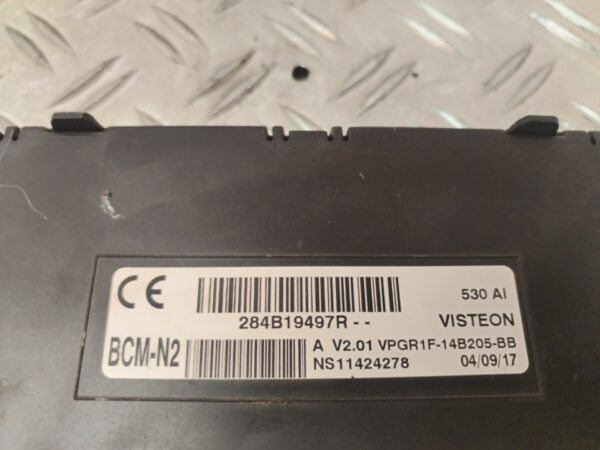 CE
530 AI
284B19497R - -
VISTEON
BCM-N2
A V2.01 VPGR1F-14B205-BB
NS11424278
04/09/17